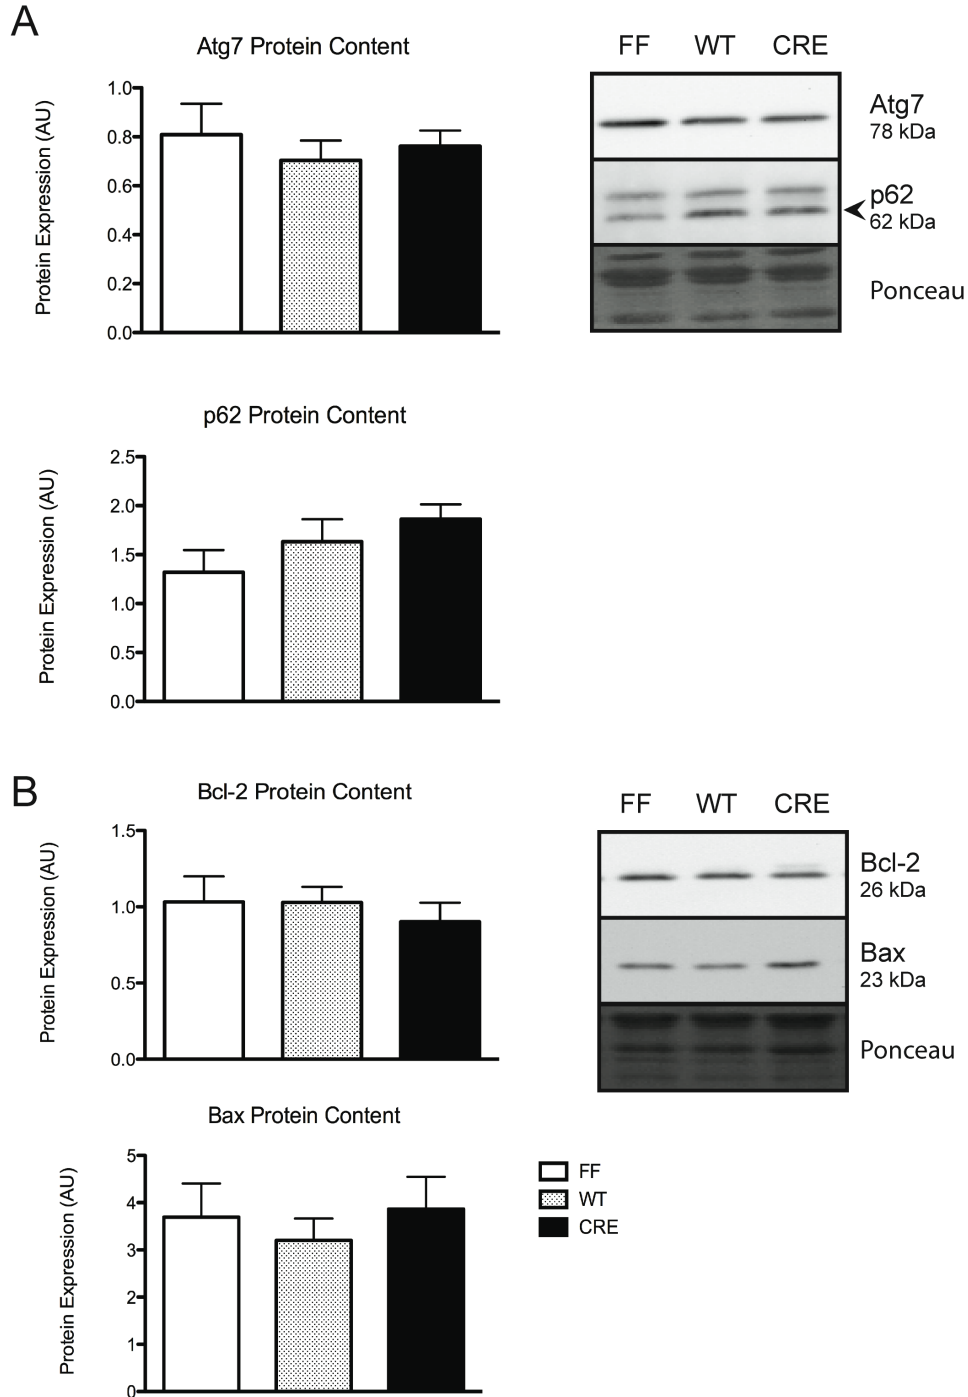 A
Atg7 Protein Content
Protein Expression (AU)
1.0
0.8
0.6
0.4
0.2
0.0
FF WT CRE
Atg7
78 kDa
p62
62 kDa
Ponceau
p62 Protein Content
Protein Expression (AU)
2.5
2.0
1.5
1.0
0.5
0.0
B
Bcl-2 Protein Content
Protein Expression (AU)
1.5
1.0
0.5
0.0
FF WT CRE
Bcl-2
26 kDa
Bax
23 kDa
Ponceau
Bax Protein Content
Protein Expression (AU)
5
4
3
2
1
0
FF
WT
CRE